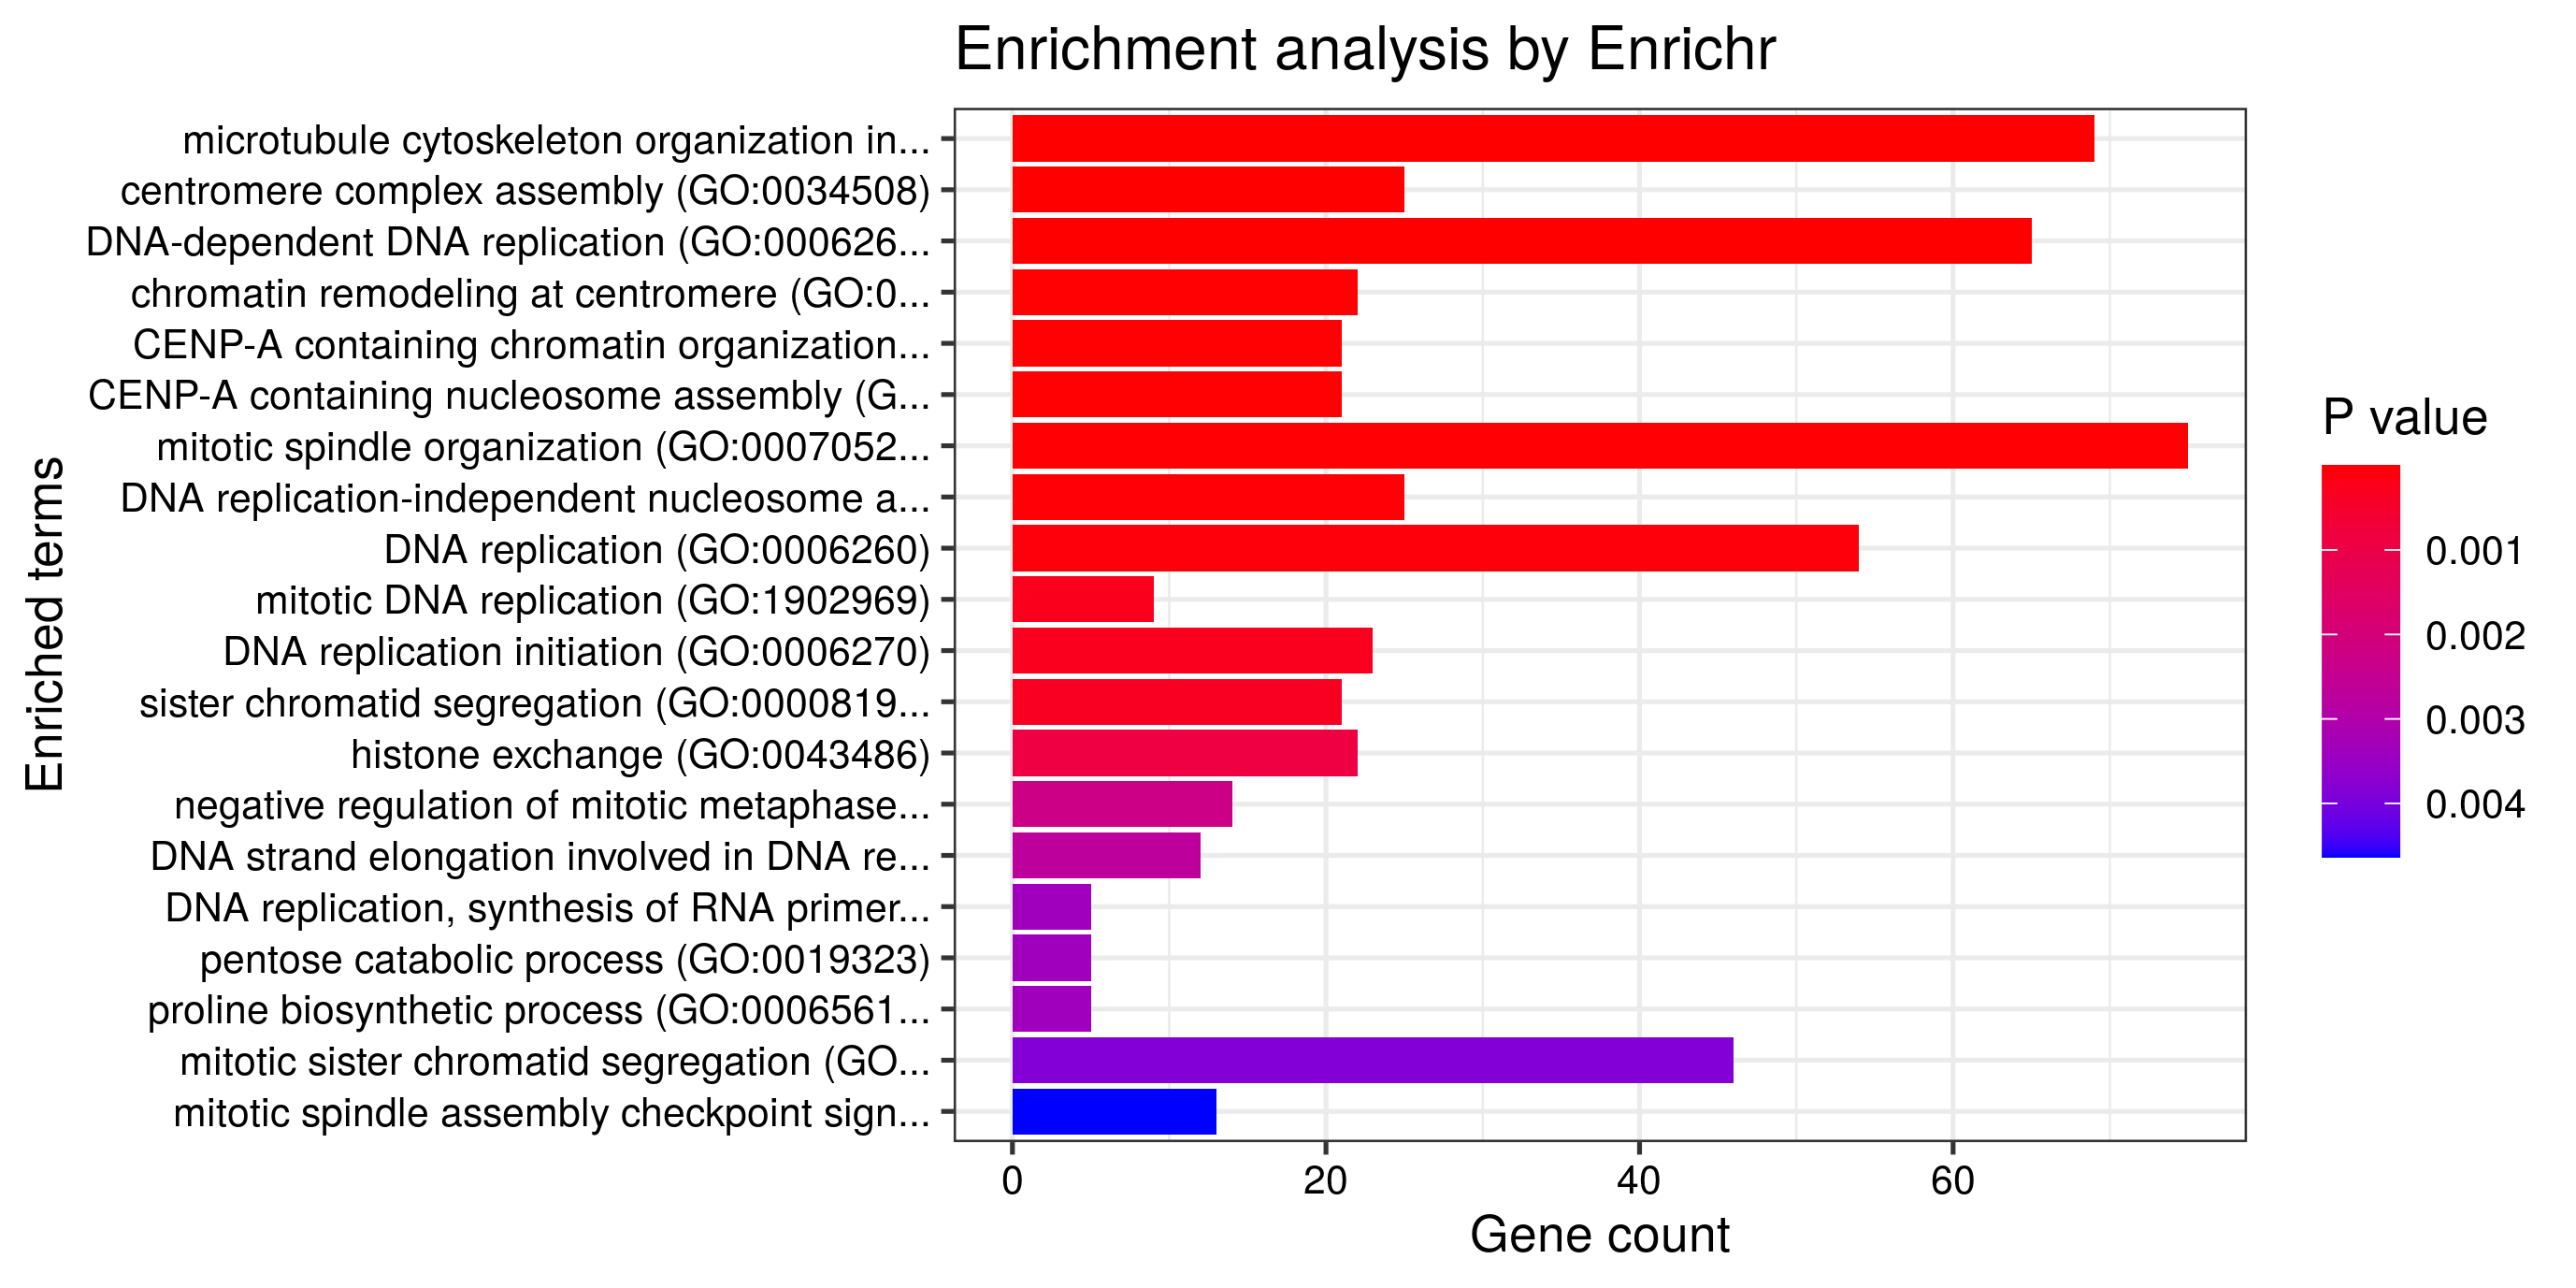 Enrichment analysis by Enrichr
Enriched terms
microtubule cytoskeleton organization in...
centromere complex assembly (GO:0034508)
DNA-dependent DNA replication (GO:000626...
chromatin remodeling at centromere (GO:0...
CENP-A containing chromatin organization...
CENP-A containing nucleosome assembly (G...
mitotic spindle organization (GO:0007052...
DNA replication-independent nucleosome a...
DNA replication (GO:0006260)
mitotic DNA replication (GO:1902969)
DNA replication initiation (GO:0006270)
sister chromatid segregation (GO:0000819...
histone exchange (GO:0043486)
negative regulation of mitotic metaphase...
DNA strand elongation involved in DNA re...
DNA replication, synthesis of RNA primer...
pentose catabolic process (GO:0019323)
proline biosynthetic process (GO:0006561...
mitotic sister chromatid segregation (GO...
mitotic spindle assembly checkpoint sign...
0 20 40 60
Gene count
P value
0.001
0.002
0.003
0.004